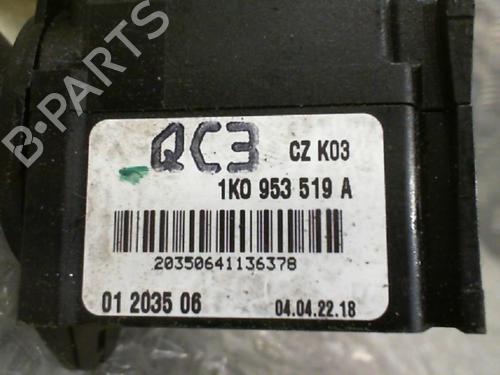 B-PARTS
QC3 CZ K03
1K0 953 519 A
20350641136378
01 2035 06 04.04.22.18